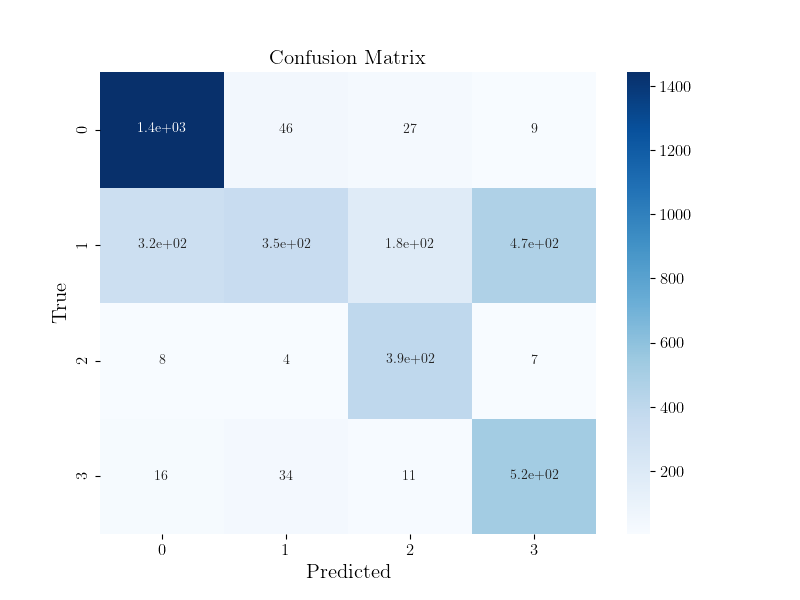 Confusion Matrix
0 1.4e+03 46 27 9
1 3.2e+02 3.5e+02 1.8e+02 4.7e+02
2 8 4 3.9e+02 7
3 16 34 11 5.2e+02
0 1 2 3
Predicted
True
1400
1200
1000
800
600
400
200